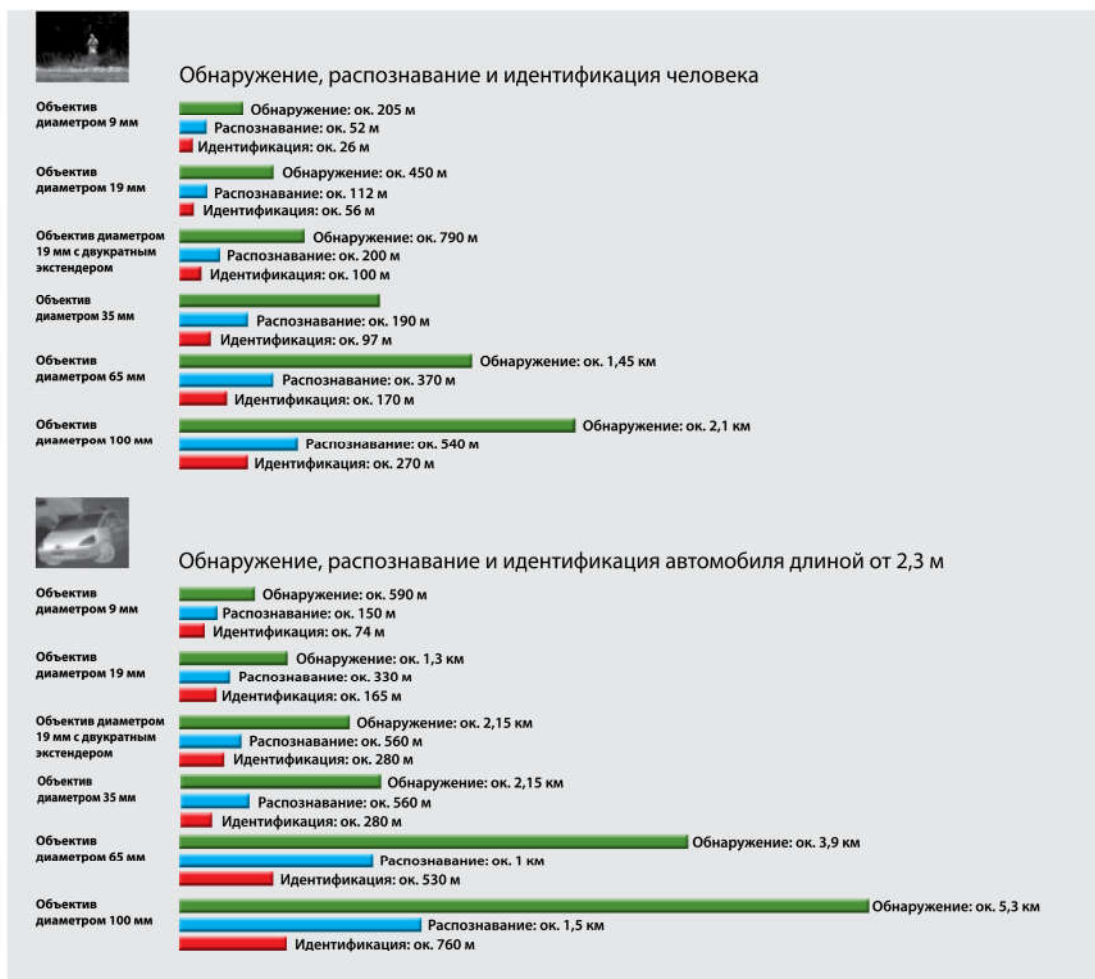 Обнаружение, распознавание и идентификация человека
Объектив
диаметром 9 мм
Обнаружение: ок. 205 м
Распознавание: ок. 52 м
Идентификация: ок. 26 м
Объектив
диаметром 19 мм
Обнаружение: ок. 450 м
Распознавание: ок. 112 м
Идентификация: ок. 56 м
Объектив диаметром
19 мм с двукратным
экстендером
Обнаружение: ок. 790 м
Распознавание: ок. 200 м
Идентификация: ок. 100 м
Объектив
диаметром 35 мм
Распознавание: ок. 190 м
Идентификация: ок. 97 м
Объектив
диаметром 65 мм
Обнаружение: ок. 1,45 км
Распознавание: ок. 370 м
Идентификация: ок. 170 м
Объектив
диаметром 100 мм
Обнаружение: ок. 2,1 км
Распознавание: ок. 540 м
Идентификация: ок. 270 м
Обнаружение, распознавание и идентификация автомобиля длиной от 2,3 м
Объектив
диаметром 9 мм
Обнаружение: ок. 590 м
Распознавание: ок. 150 м
Идентификация: ок. 74 м
Объектив
диаметром 19 мм
Обнаружение: ок. 1,3 км
Распознавание: ок. 330 м
Идентификация: ок. 165 м
Объектив диаметром
19 мм с двукратным
экстендером
Обнаружение: ок. 2,15 км
Распознавание: ок. 560 м
Идентификация: ок. 280 м
Объектив
диаметром 35 мм
Обнаружение: ок. 2,15 км
Распознавание: ок. 560 м
Идентификация: ок. 280 м
Объектив
диаметром 65 мм
Обнаружение: ок. 3,9 км
Распознавание: ок. 1 км
Идентификация: ок. 530 м
Объектив
диаметром 100 мм
Обнаружение: ок. 5,3 км
Распознавание: ок. 1,5 км
Идентификация: ок. 760 м